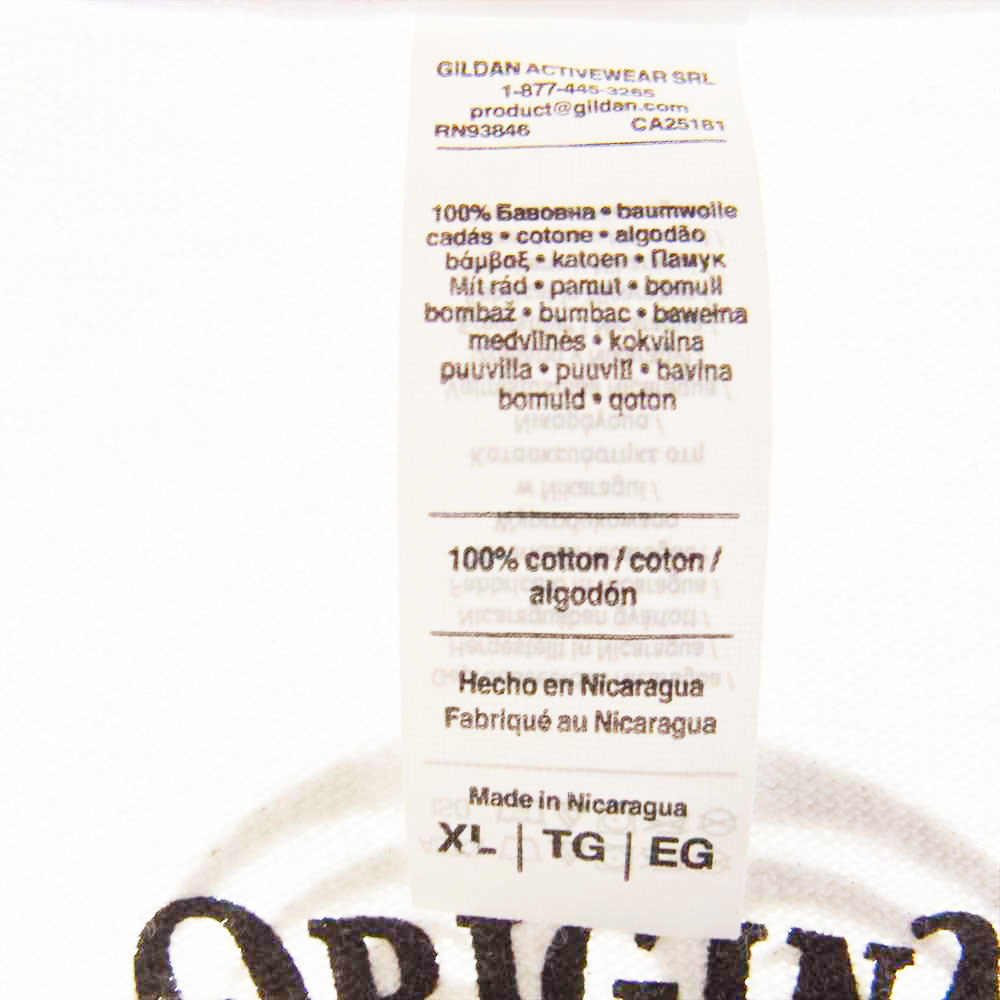 GILDAN ACTIVEWEAR SRL
1-877-445-3265
product@gildan.com
RN93846 CA25181
100% Бавовна • baumwolle
cadás • cotone • algodão
βάμβαξ • katoen • Памук
Mít rád • pamut • bomull
bombaž • bumbac • bawełna
medvilnės • kokvilna
puuvilla • puuvill • bavlna
bomuld • qoton
100% cotton / coton /
algodón
Hecho en Nicaragua
Fabriqué au Nicaragua
Made in Nicaragua
XL | TG | EG
ORIGIN